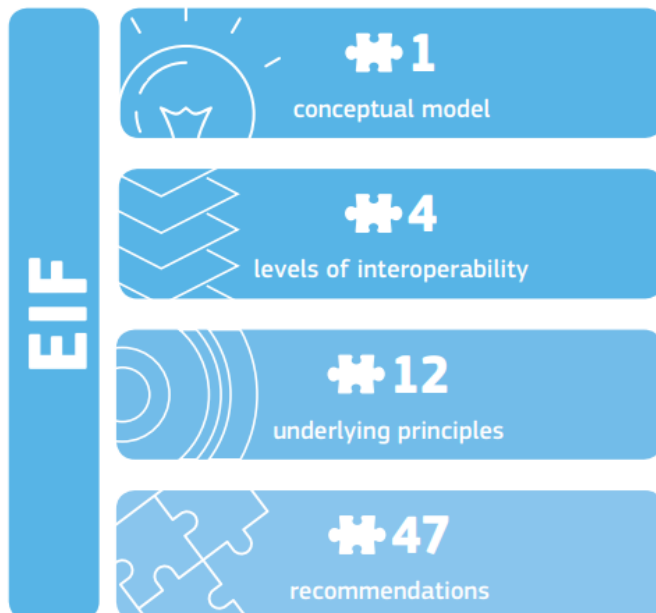 EIF
1
conceptual model
4
levels of interoperability
12
underlying principles
47
recommendations